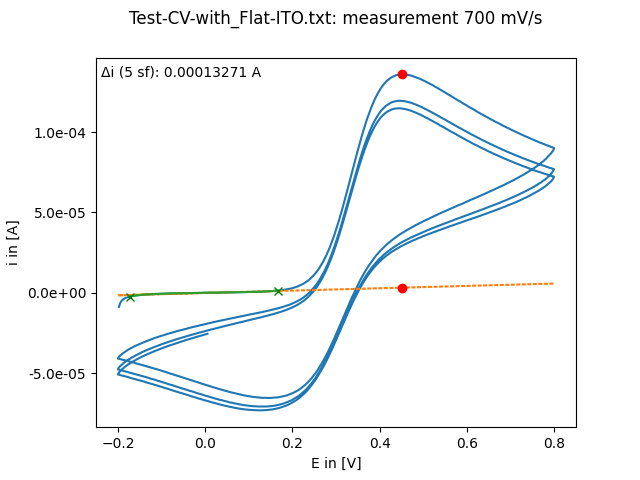 Test-CV-with_Flat-ITO.txt: measurement 700 mV/s
Δi (5 sf): 0.00013271 A
1.0e-04
5.0e-05
0.0e+00
-5.0e-05
i in [A]
−0.2
0.0
0.2
0.4
0.6
0.8
E in [V]